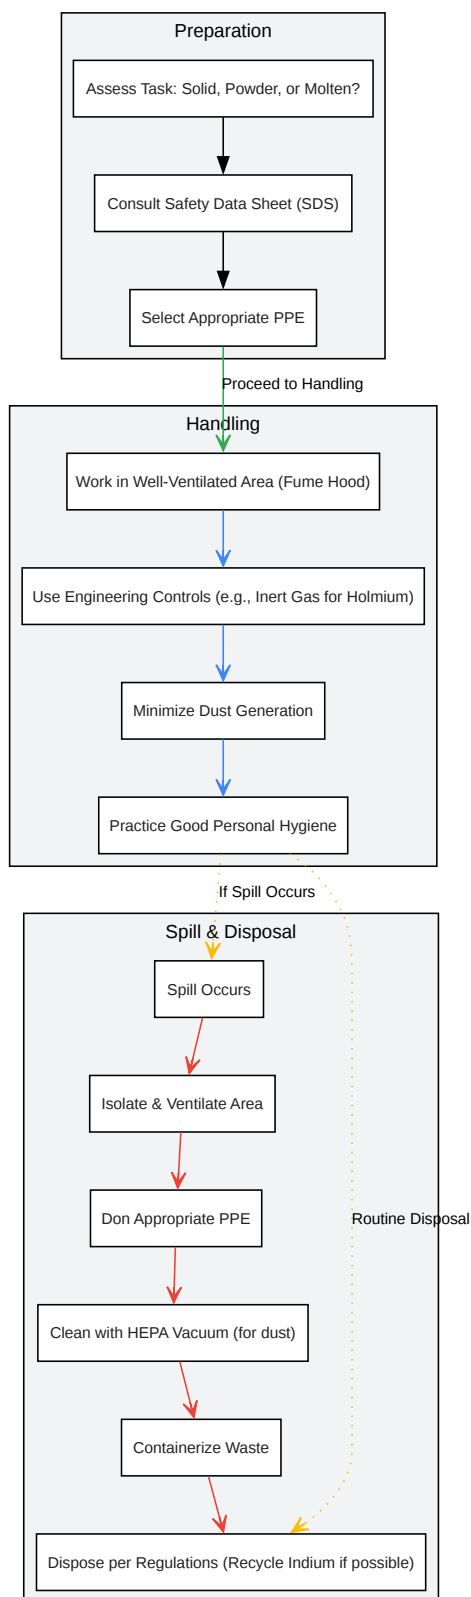 Preparation
Assess Task: Solid, Powder, or Molten?
Consult Safety Data Sheet (SDS)
Select Appropriate PPE
Proceed to Handling
Handling
Work in Well-Ventilated Area (Fume Hood)
Use Engineering Controls (e.g., Inert Gas for Holmium)
Minimize Dust Generation
Practice Good Personal Hygiene
If Spill Occurs
Spill & Disposal
Spill Occurs
Isolate & Ventilate Area
Don Appropriate PPE
Routine Disposal
Clean with HEPA Vacuum (for dust)
Containerize Waste
Dispose per Regulations (Recycle Indium if possible)